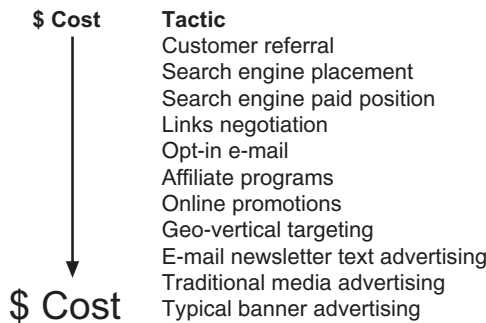 $ Cost Tactic
Customer referral
Search engine placement
Search engine paid position
Links negotiation
Opt-in e-mail
Affiliate programs
Online promotions
Geo-vertical targeting
E-mail newsletter text advertising
Traditional media advertising
$ Cost Typical banner advertising